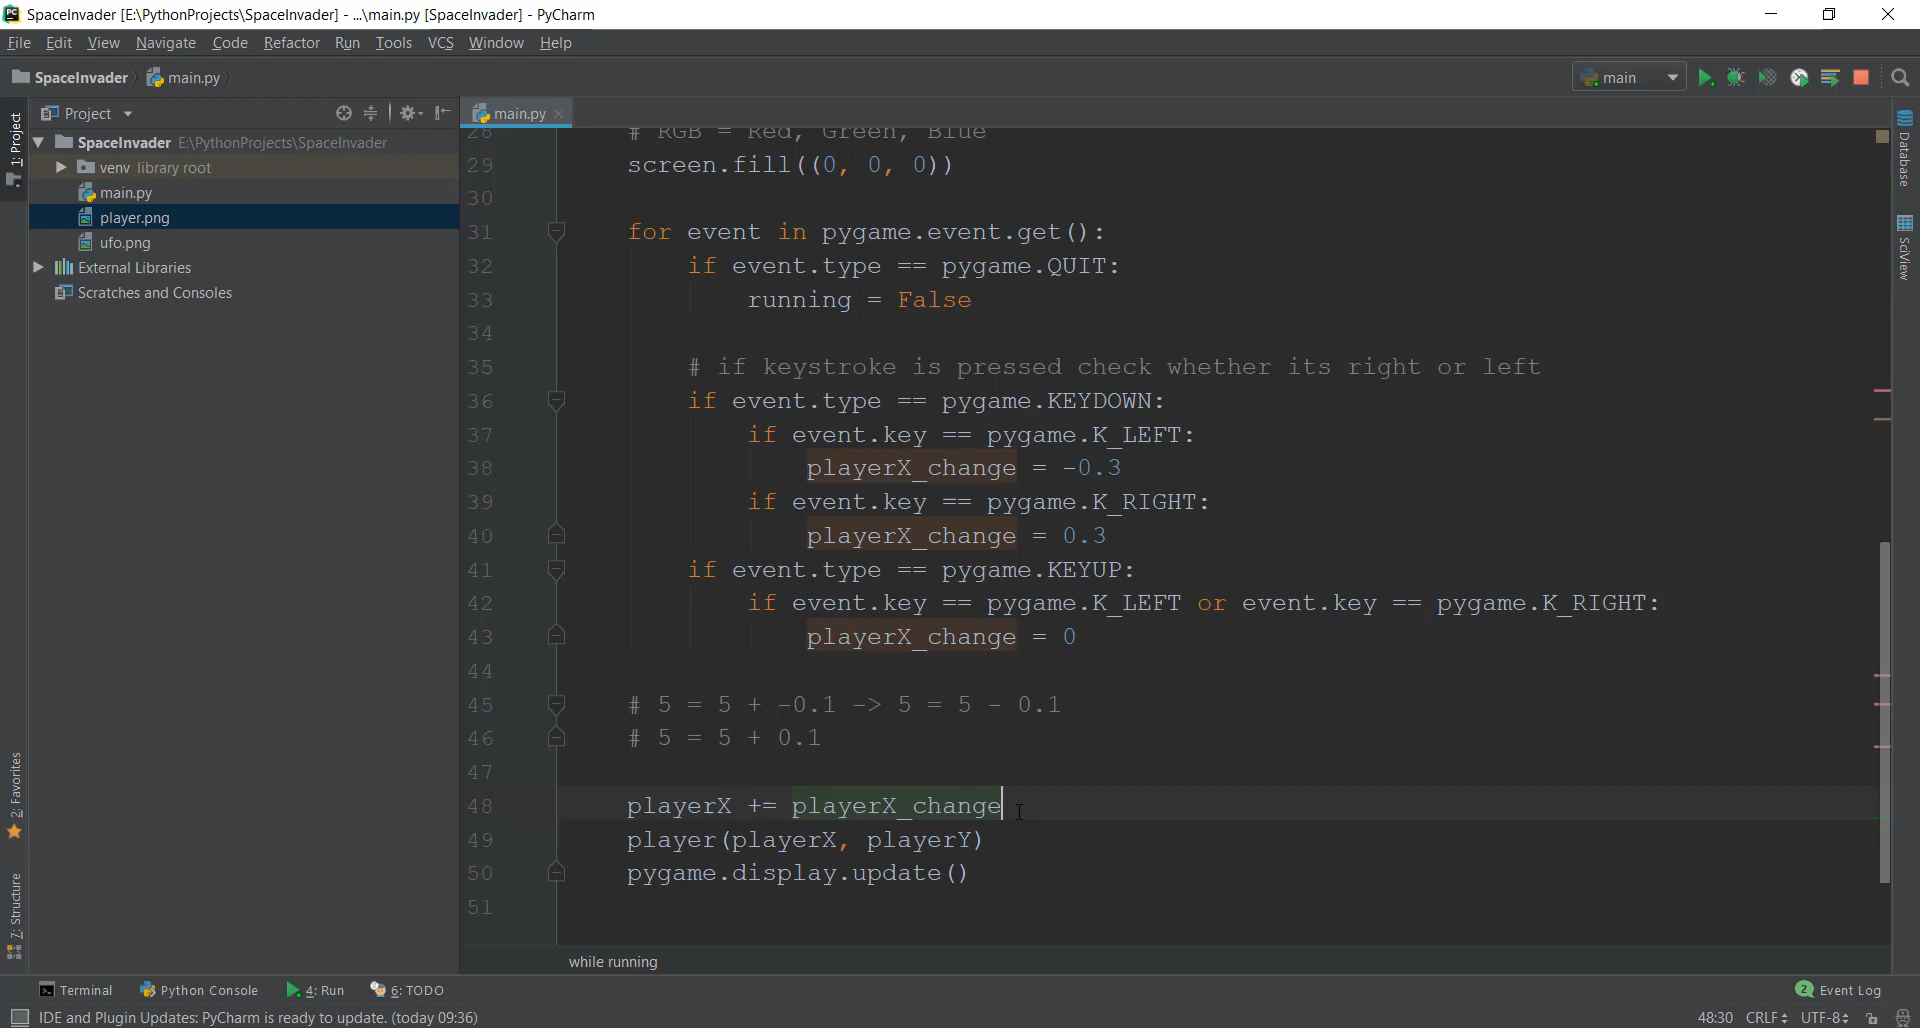 SpaceInvader [E:\PythonProjects\SpaceInvader] - ...\main.py [SpaceInvader] - PyCharm
File Edit View Navigate Code Refactor Run Tools VCS Window Help
SpaceInvader main.py
main
Project
main.py
1: Project
SpaceInvader E:\PythonProjects\SpaceInvader
venv library root
main.py
player.png
ufo.png
External Libraries
Scratches and Consoles
2: Favorites
7: Structure
28 # RGB = Red, Green, Blue
29 screen.fill((0, 0, 0))
30
31 for event in pygame.event.get():
32 if event.type == pygame.QUIT:
33 running = False
34
35 # if keystroke is pressed check whether its right or left
36 if event.type == pygame.KEYDOWN:
37 if event.key == pygame.K_LEFT:
38 playerX_change = -0.3
39 if event.key == pygame.K_RIGHT:
40 playerX_change = 0.3
41 if event.type == pygame.KEYUP:
42 if event.key == pygame.K_LEFT or event.key == pygame.K_RIGHT:
43 playerX_change = 0
44
45 # 5 = 5 + -0.1 -> 5 = 5 - 0.1
46 # 5 = 5 + 0.1
47
48 playerX += playerX_change
49 player(playerX, playerY)
50 pygame.display.update()
51
while running
Database
SciView
Terminal Python Console 4: Run 6: TODO 2 Event Log
IDE and Plugin Updates: PyCharm is ready to update. (today 09:36) 48:30 CRLF UTF-8